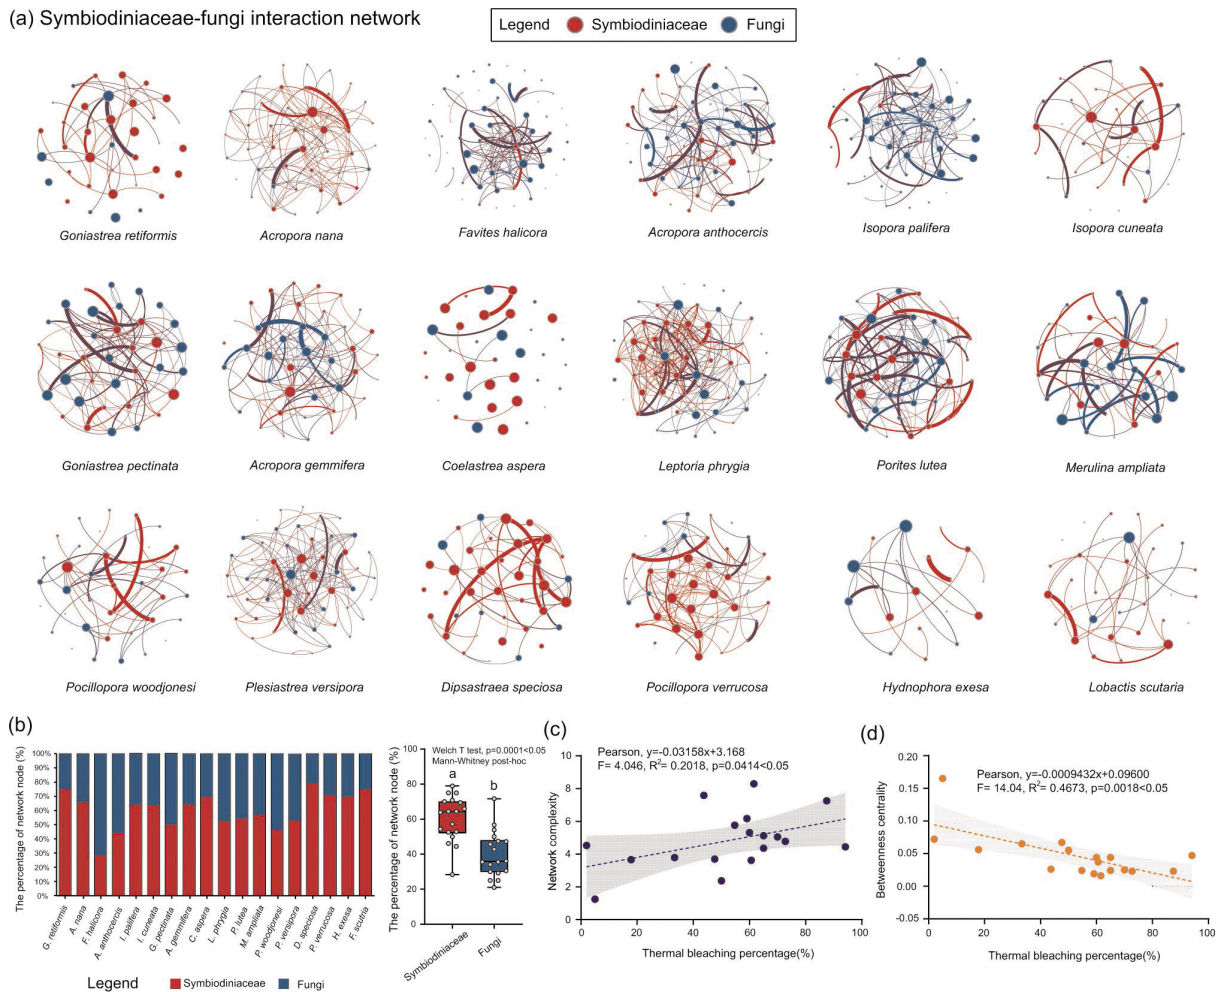 (a) Symbiodiniaceae-fungi interaction network
Legend Symbiodiniaceae Fungi
Goniastrea retiformis
Acropora nana
Favites halicora
Acropora anthocercis
Isopora palifera
Isopora cuneata
Goniastrea pectinata
Acropora gemmifera
Coelastrea aspera
Leptoria phrygia
Porites lutea
Merulina ampliata
Pocillopora woodjonesi
Plesiastrea versipora
Dipsastraea speciosa
Pocillopora verrucosa
Hydnophora exesa
Lobactis scutaria
(b)
The percentage of network node (%)
100%
90%
80%
70%
60%
50%
40%
30%
20%
10%
0%
G. retiformis
A. nana
F. halicora
A. anthocercis
I. palifera
I. cuneata
G. pectinata
A. gemmifera
C. aspera
L. phrygia
P. lutea
M. ampliata
P. woodjonesi
P. versipora
D. speciosa
P. verrucosa
H. exesa
F. scutria
Legend Symbiodiniaceae Fungi
The percentage of network node (%)
100
80
60
40
20
0
Welch T test, p=0.0001<0.05
Mann-Whitney post-hoc
a
b
Symbiodiniaceae
Fungi
(c)
Network complexity
10
8
6
4
2
0
Pearson, y=-0.03158x+3.168
F= 4.046, R²= 0.2018, p=0.0414<0.05
0 20 40 60 80 100
Thermal bleaching percentage(%)
(d)
Betweenness centrality
0.20
0.15
0.10
0.05
0.00
-0.05
Pearson, y=-0.0009432x+0.09600
F= 14.04, R²= 0.4673, p=0.0018<0.05
0 20 40 60 80 100
Thermal bleaching percentage(%)